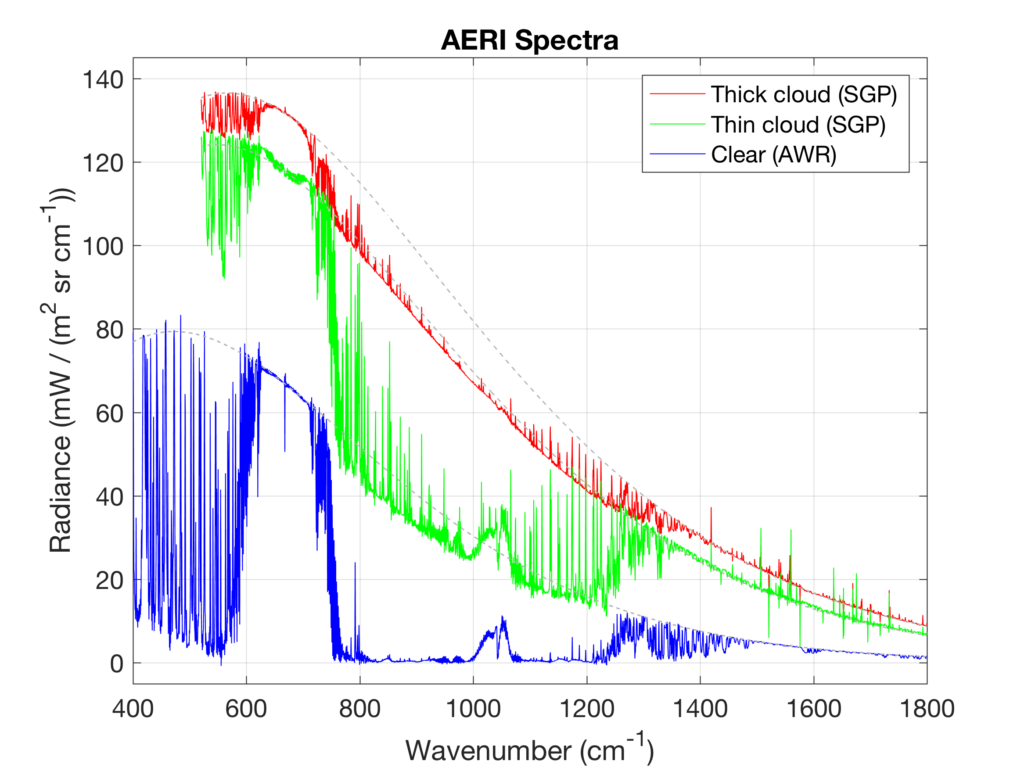 AERI Spectra
Thick cloud (SGP)
Thin cloud (SGP)
Clear (AWR)
Radiance (mW / (m² sr cm⁻¹))
140
120
100
80
60
40
20
0
400 600 800 1000 1200 1400 1600 1800
Wavenumber (cm⁻¹)